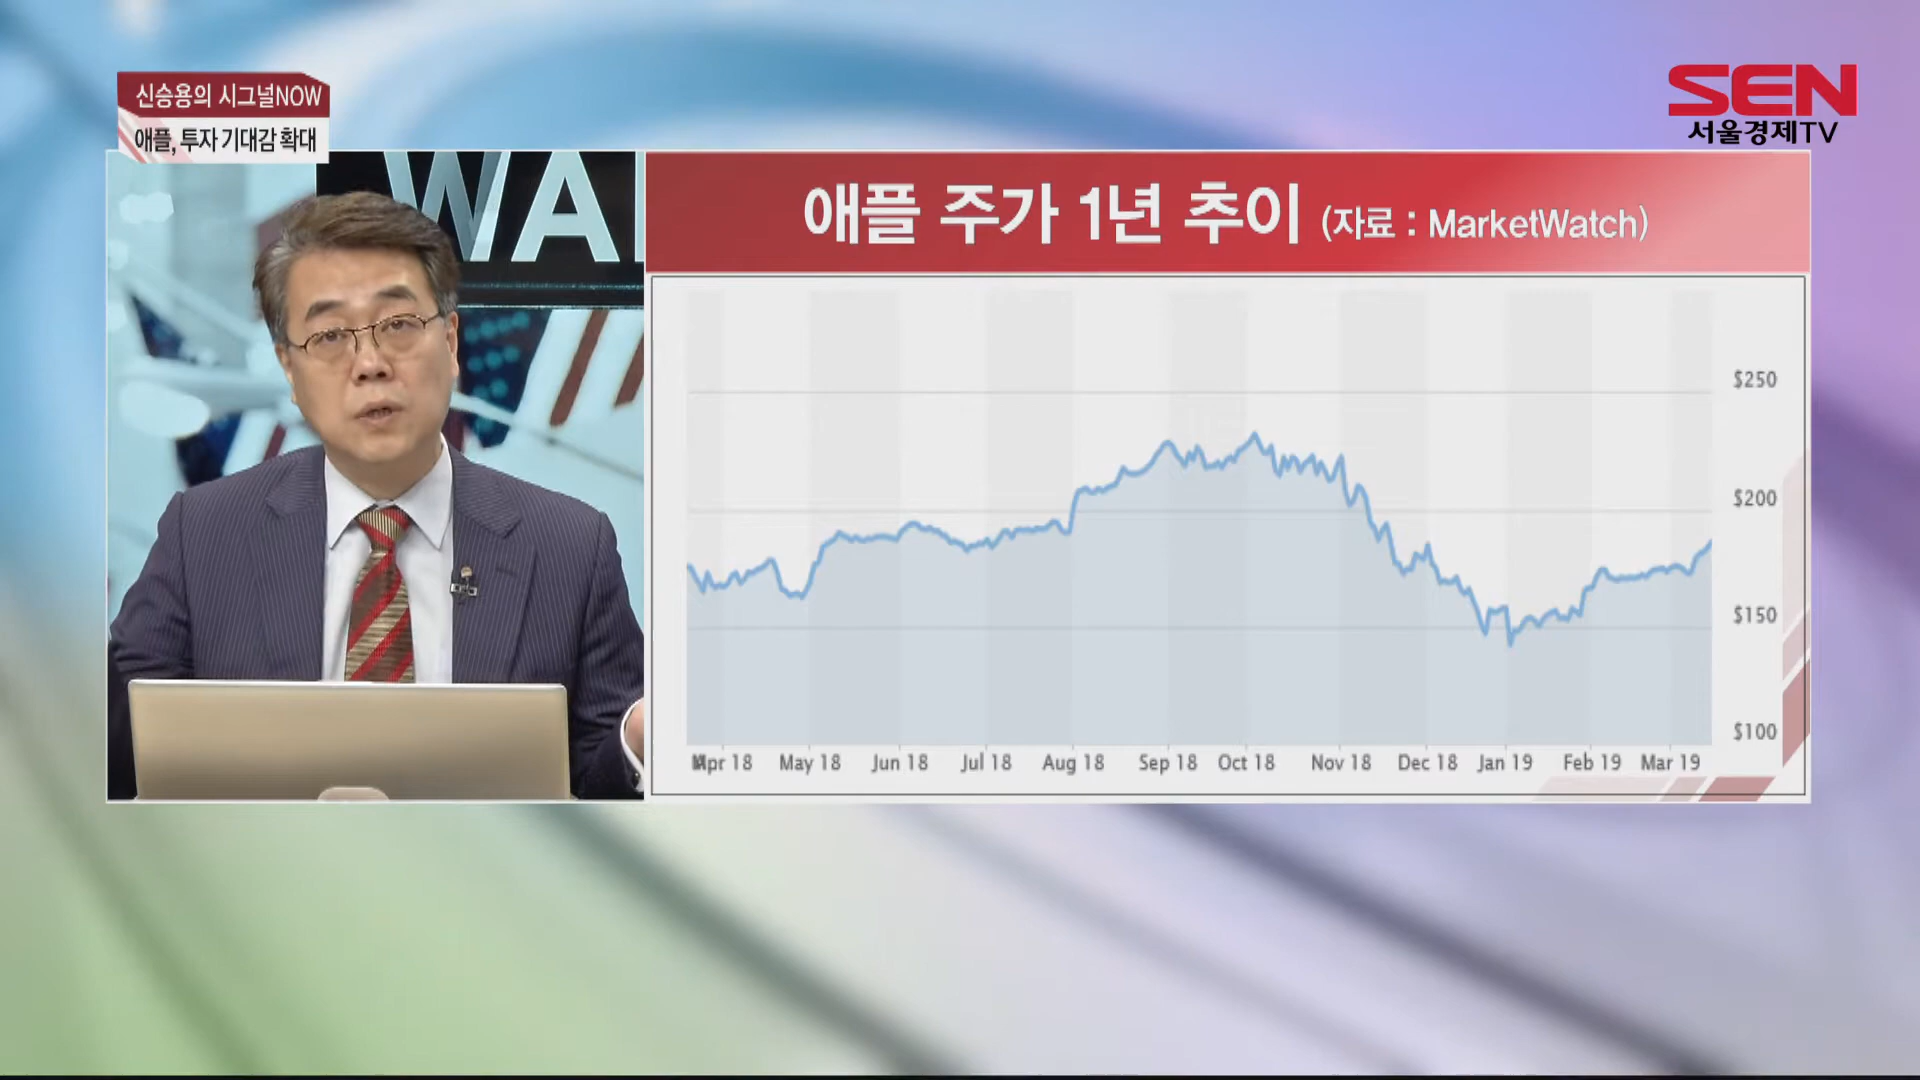 신승용의 시그널NOW
애플, 투자 기대감 확대
SEN
서울경제TV
WA
애플 주가 1년 추이 (자료 : MarketWatch)
$250
$200
$150
$100
Apr 18 May 18 Jun 18 Jul 18 Aug 18 Sep 18 Oct 18 Nov 18 Dec 18 Jan 19 Feb 19 Mar 19